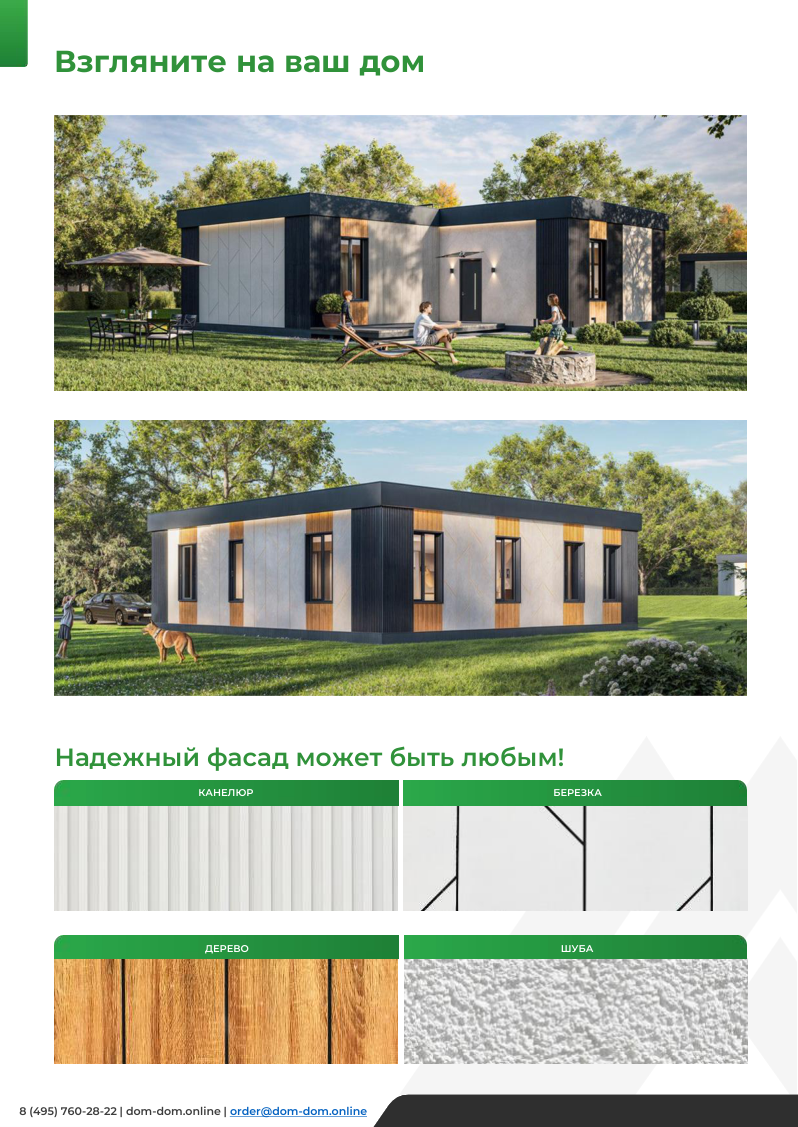 Взгляните на ваш дом
Надежный фасад может быть любым!
КАНЕЛЮР
БЕРЕЗКА
ДЕРЕВО
ШУБА
8 (495) 760-28-22 | dom-dom.online | order@dom-dom.online